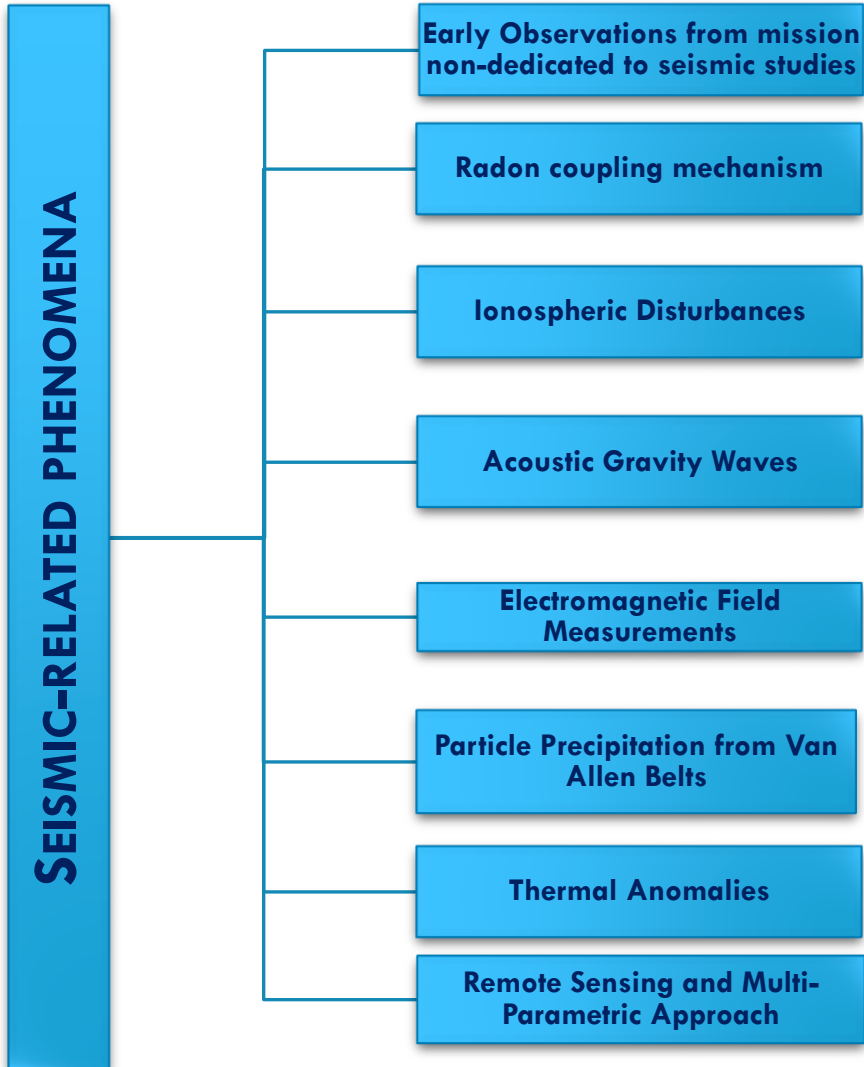 SEISMIC-RELATED PHENOMENA
Early Observations from mission
non-dedicated to seismic studies
Radon coupling mechanism
Ionospheric Disturbances
Acoustic Gravity Waves
Electromagnetic Field
Measurements
Particle Precipitation from Van
Allen Belts
Thermal Anomalies
Remote Sensing and Multi-
Parametric Approach